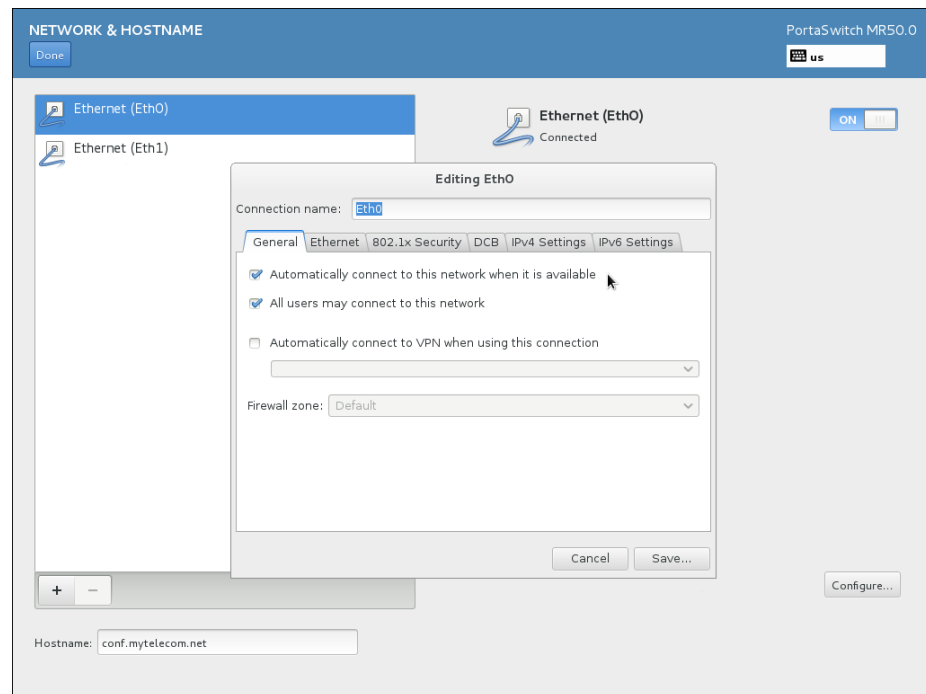 NETWORK & HOSTNAME
PortaSwitch MR50.0
Done
us
Ethernet (Eth0)
Ethernet (Eth1)
Ethernet (Eth0)
Connected
ON
Editing Eth0
Connection name: Eth0
General Ethernet 802.1x Security DCB IPv4 Settings IPv6 Settings
Automatically connect to this network when it is available
All users may connect to this network
Automatically connect to VPN when using this connection
Firewall zone: Default
Cancel Save...
+ −
Configure...
Hostname: conf.mytelecom.net